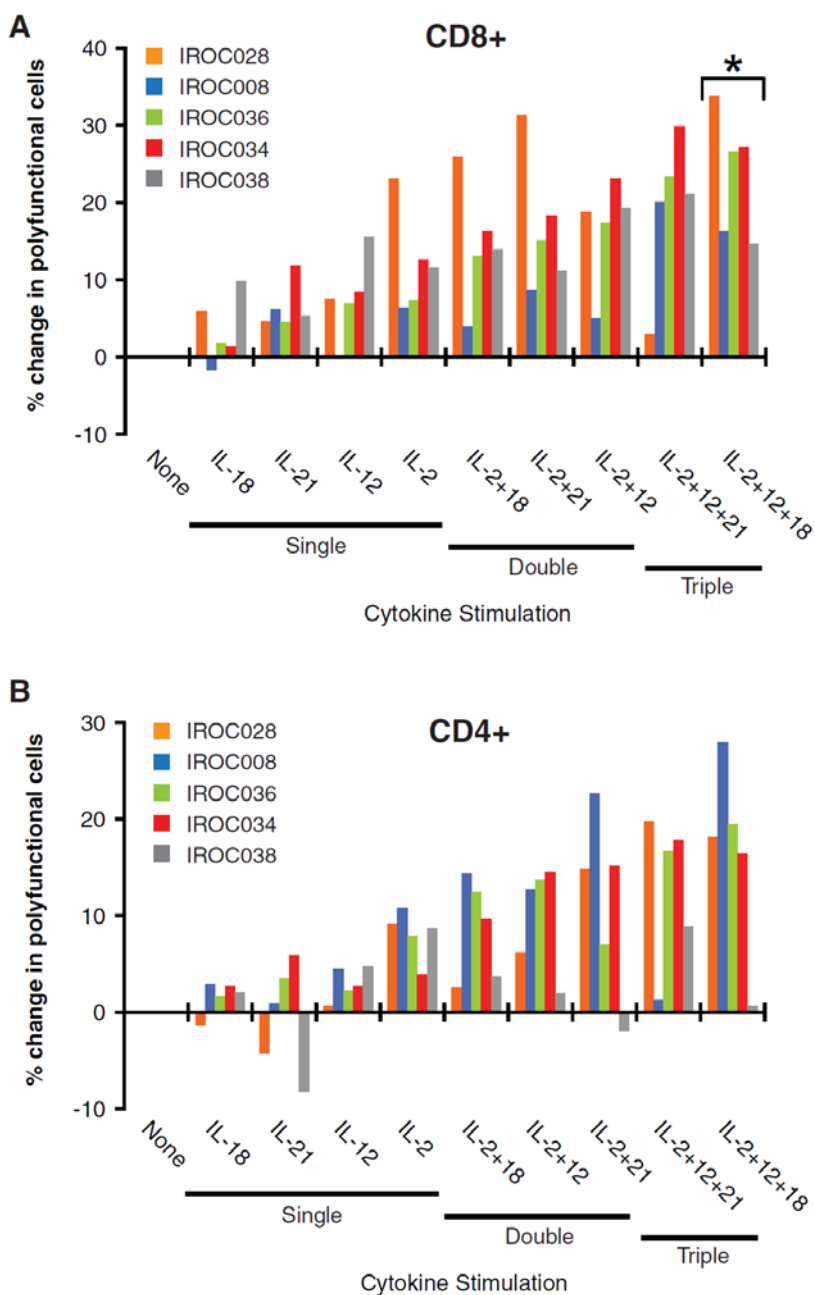 A
CD8+
% change in polyfunctional cells
40
30
20
10
0
-10
IROC028
IROC008
IROC036
IROC034
IROC038
*
None
IL-18
IL-21
IL-12
IL-2
IL-2+18
IL-2+21
IL-2+12
IL-2+12+21
IL-2+12+18
Single
Double
Triple
Cytokine Stimulation
B
CD4+
% change in polyfunctional cells
30
20
10
0
-10
IROC028
IROC008
IROC036
IROC034
IROC038
None
IL-18
IL-21
IL-12
IL-2
IL-2+18
IL-2+12
IL-2+21
IL-2+12+21
IL-2+12+18
Single
Double
Triple
Cytokine Stimulation